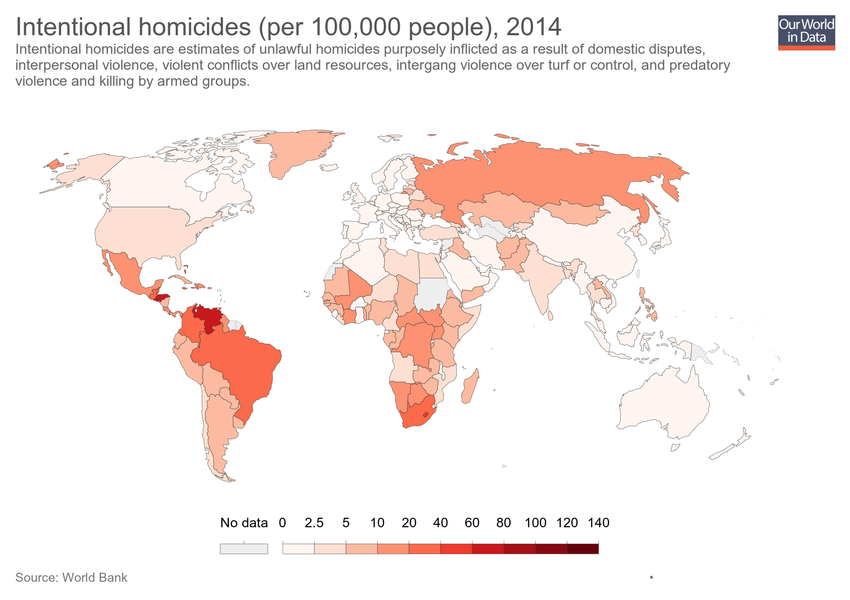 Intentional homicides (per 100,000 people), 2014
Our World
in Data
Intentional homicides are estimates of unlawful homicides purposely inflicted as a result of domestic disputes,
interpersonal violence, violent conflicts over land resources, intergang violence over turf or control, and predatory
violence and killing by armed groups.
No data 0 2.5 5 10 20 40 60 80 100 120 140
Source: World Bank